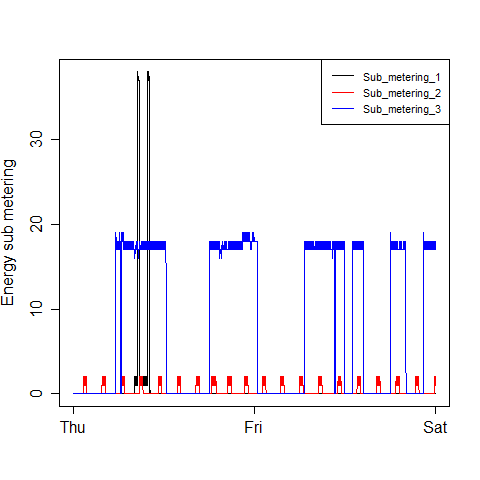 Sub_metering_1
Sub_metering_2
Sub_metering_3
Energy sub metering
30
20
10
0
Thu Fri Sat